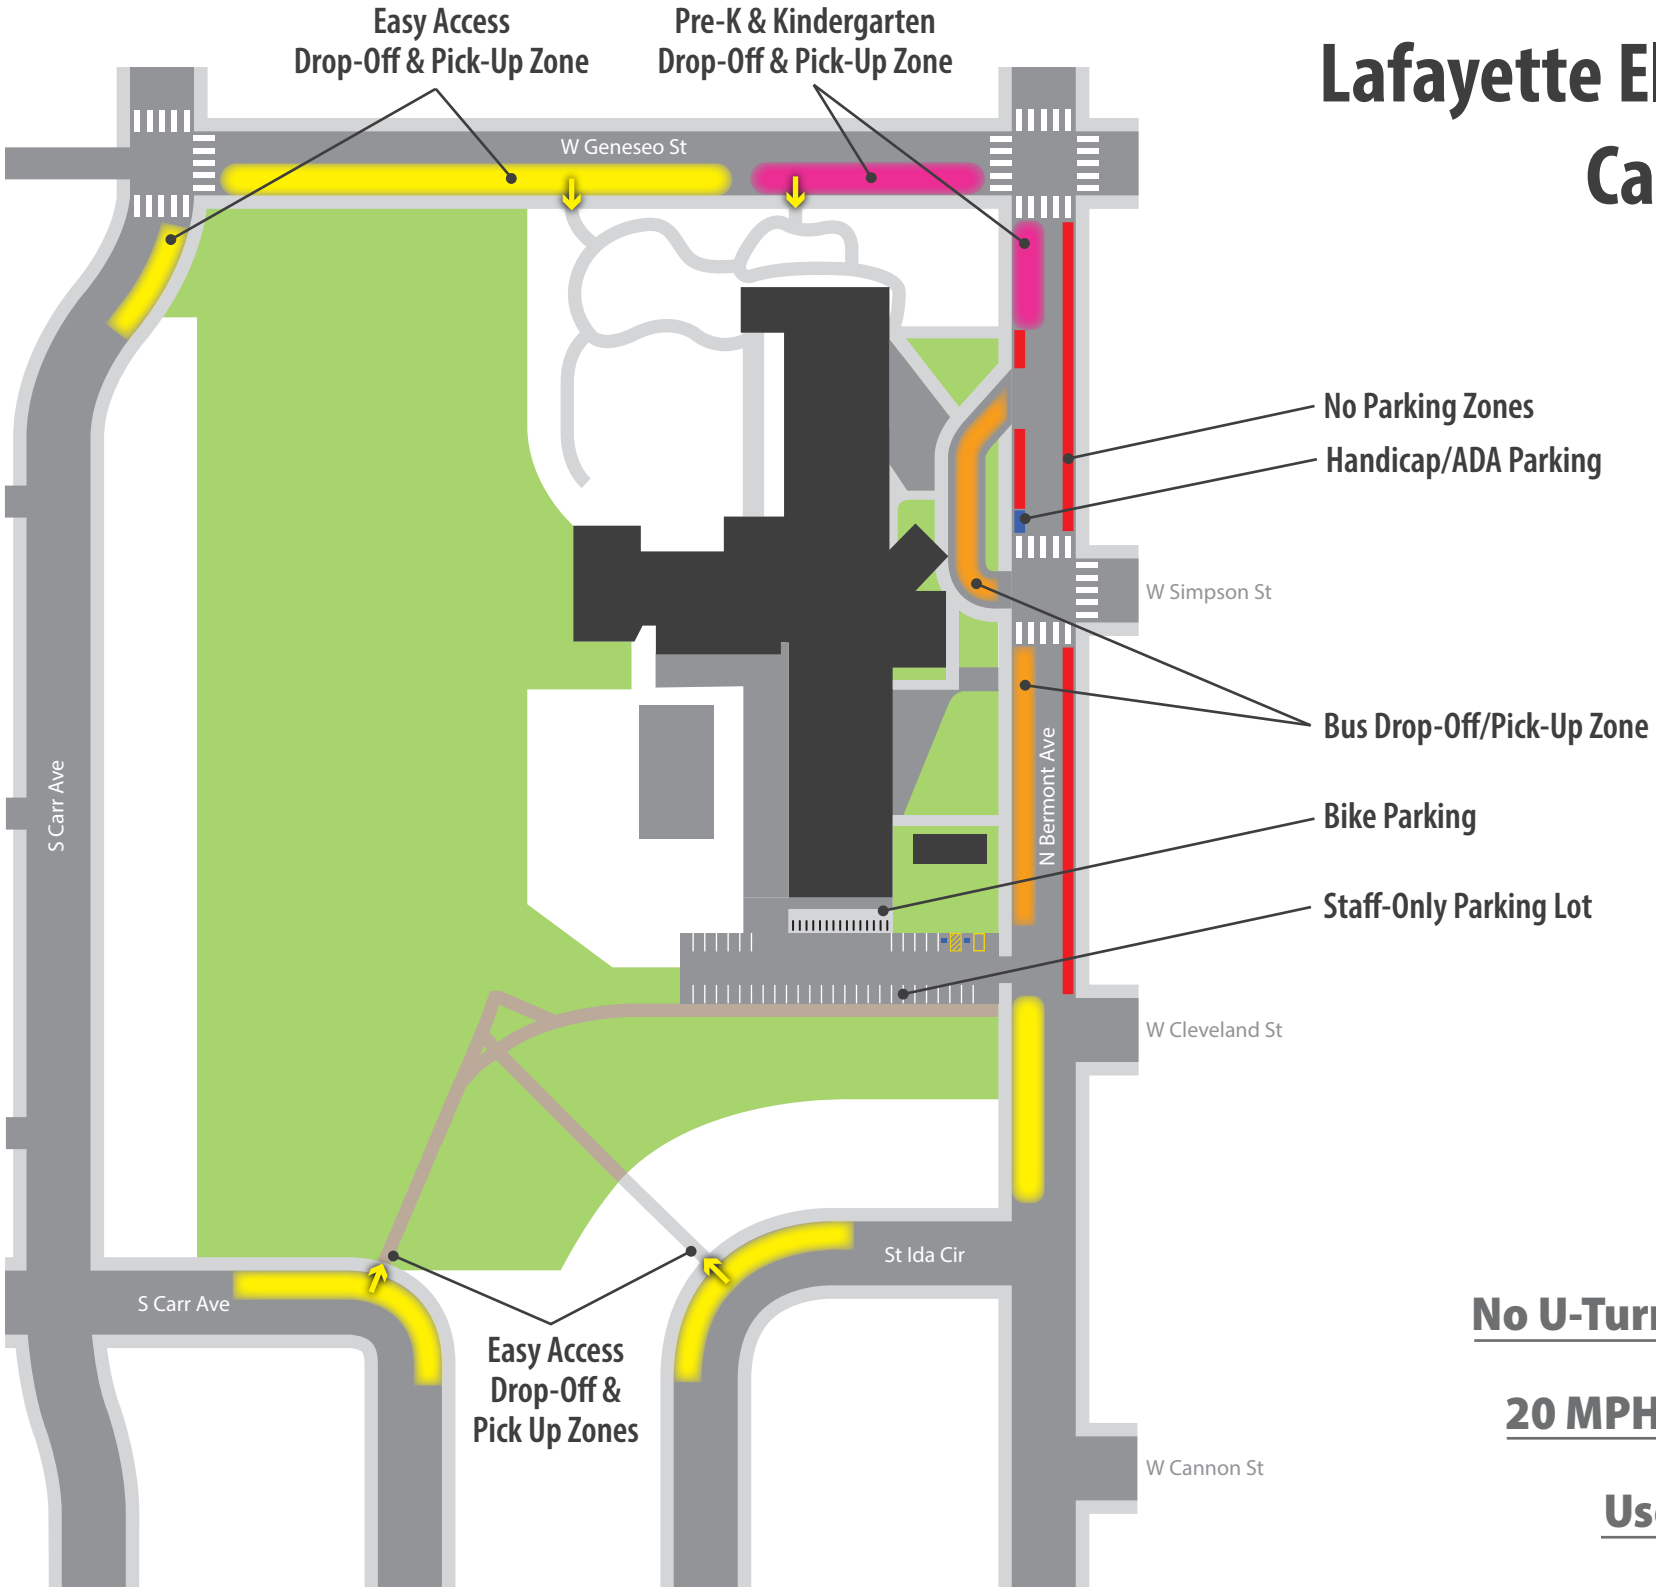 Easy Access
Drop-Off & Pick-Up Zone
Pre-K & Kindergarten
Drop-Off & Pick-Up Zone
Lafayette
Ca
W Geneseo St
No Parking Zones
Handicap/ADA Parking
W Simpson St
Bus Drop-Off/Pick-Up Zone
S Carr Ave
N Bermont Ave
Bike Parking
Staff-Only Parking Lot
W Cleveland St
St Ida Cir
S Carr Ave
Easy Access
Drop-Off &
Pick Up Zones
No U-Turn
20 MPH
W Cannon St
Use